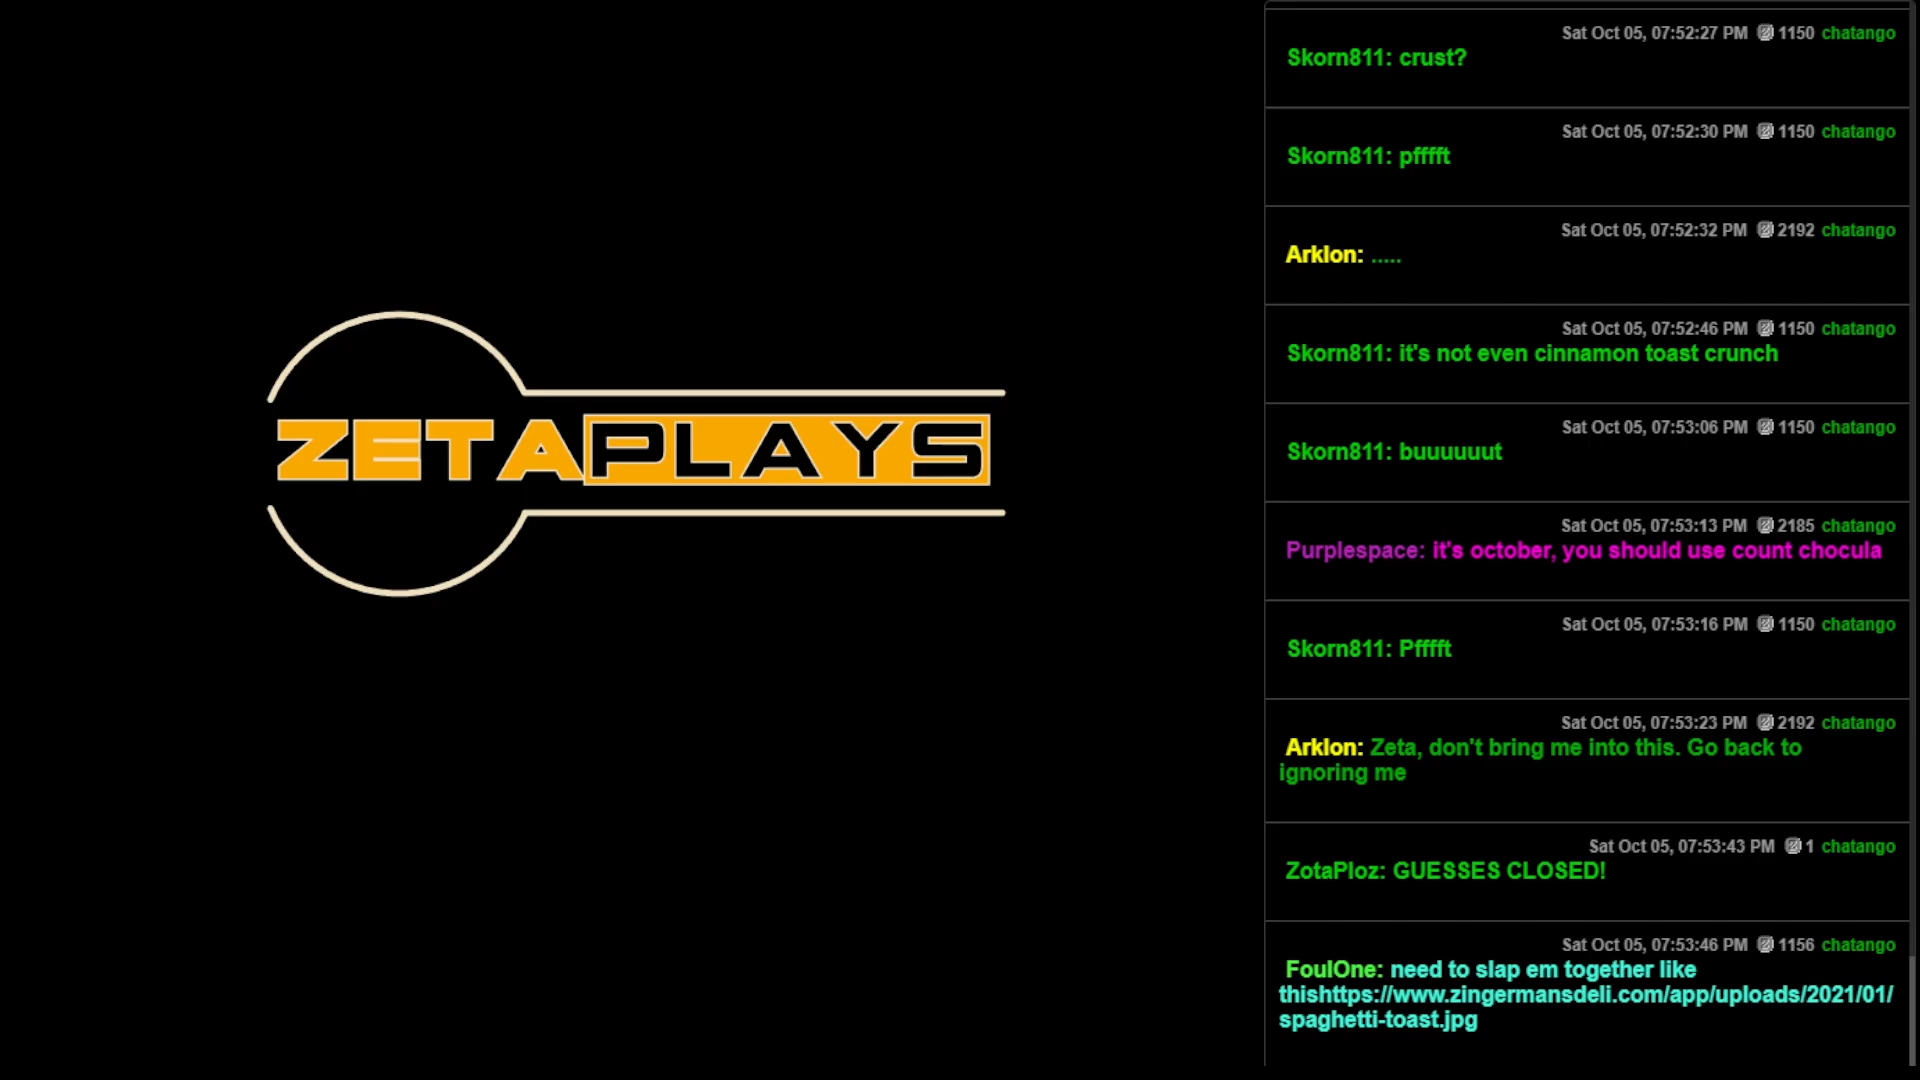 ZETAPLAYS
Sat Oct 05, 07:52:27 PM 1150 chatango
Skorn811: crust?
Sat Oct 05, 07:52:30 PM 1150 chatango
Skorn811: pfffft
Sat Oct 05, 07:52:32 PM 2192 chatango
Arklon: .....
Sat Oct 05, 07:52:46 PM 1150 chatango
Skorn811: it's not even cinnamon toast crunch
Sat Oct 05, 07:53:06 PM 1150 chatango
Skorn811: buuuuuut
Sat Oct 05, 07:53:13 PM 2185 chatango
Purplespace: it's october, you should use count chocula
Sat Oct 05, 07:53:16 PM 1150 chatango
Skorn811: Pfffft
Sat Oct 05, 07:53:23 PM 2192 chatango
Arklon: Zeta, don't bring me into this. Go back to
ignoring me
Sat Oct 05, 07:53:43 PM 1 chatango
ZotaPloz: GUESSES CLOSED!
Sat Oct 05, 07:53:46 PM 1156 chatango
FoulOne: need to slap em together like
thishttps://www.zingermansdeli.com/app/uploads/2021/01/
spaghetti-toast.jpg